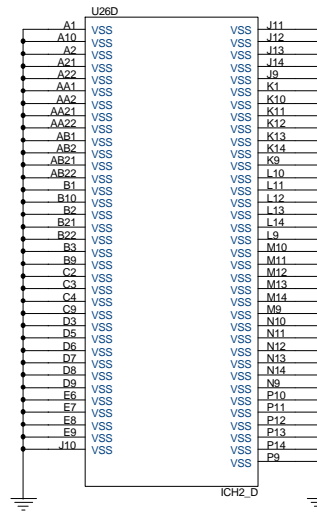 U26D
A1 VSS VSS J11
A10 VSS VSS J12
A2 VSS VSS J13
A21 VSS VSS J14
A22 VSS VSS J9
AA1 VSS VSS K1
AA2 VSS VSS K10
AA21 VSS VSS K11
AA22 VSS VSS K12
AB1 VSS VSS K13
AB2 VSS VSS K14
AB21 VSS VSS K9
AB22 VSS VSS L10
B1 VSS VSS L11
B10 VSS VSS L12
B2 VSS VSS L13
B21 VSS VSS L14
B22 VSS VSS L9
B3 VSS VSS M10
B9 VSS VSS M11
C2 VSS VSS M12
C3 VSS VSS M13
C4 VSS VSS M14
C9 VSS VSS M9
D3 VSS VSS N10
D5 VSS VSS N11
D6 VSS VSS N12
D7 VSS VSS N13
D8 VSS VSS N14
D9 VSS VSS N9
E6 VSS VSS P10
E7 VSS VSS P11
E8 VSS VSS P12
E9 VSS VSS P13
J10 VSS VSS P14
VSS P9
ICH2_D